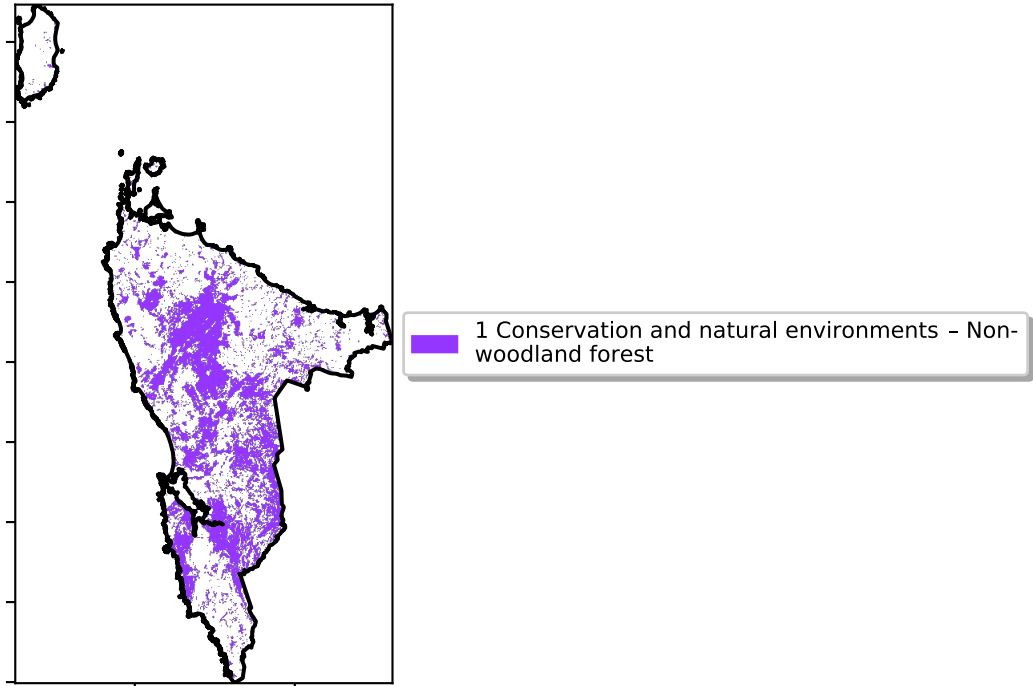 1 Conservation and natural environments – Non-
woodland forest